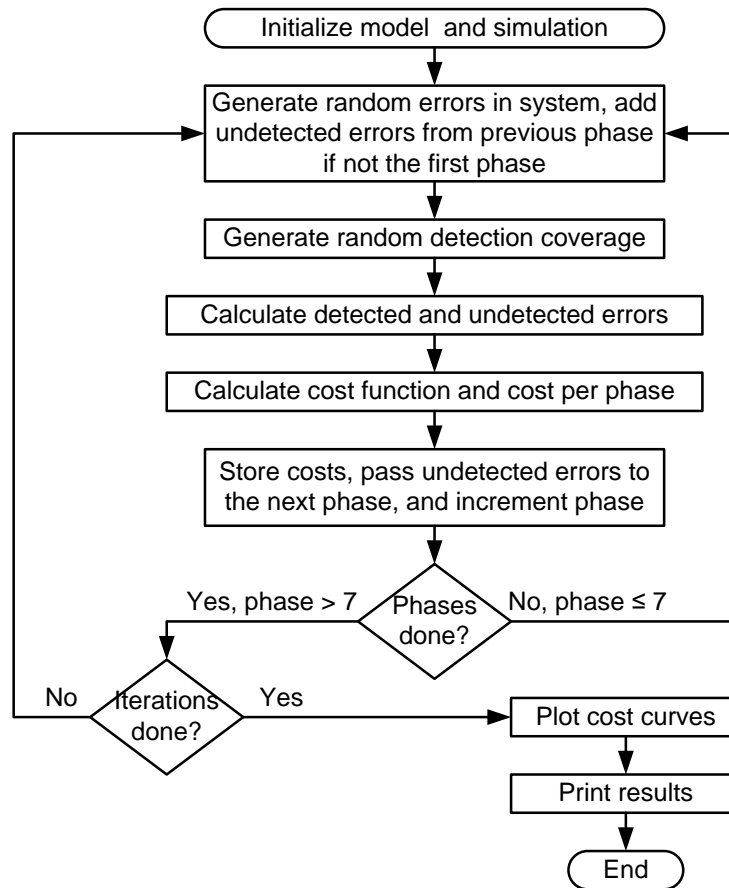 Initialize model and simulation
Generate random errors in system, add
undetected errors from previous phase
if not the first phase
Generate random detection coverage
Calculate detected and undetected errors
Calculate cost function and cost per phase
Store costs, pass undetected errors to
the next phase, and increment phase
Yes, phase > 7
Phases
done?
No, phase ≤ 7
No
Iterations
done?
Yes
Plot cost curves
Print results
End